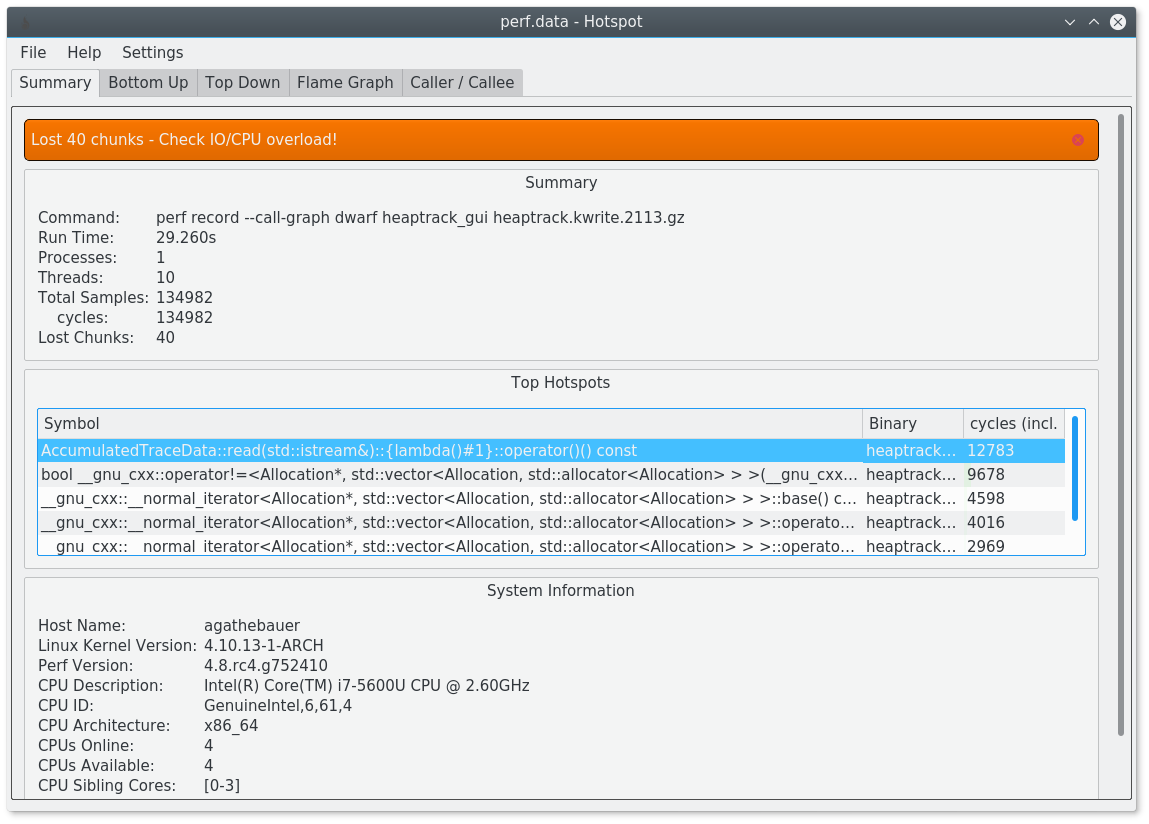 perf.data - Hotspot
File Help Settings
Summary Bottom Up Top Down Flame Graph Caller / Callee
Lost 40 chunks - Check IO/CPU overload!
Summary
Command: perf record --call-graph dwarf heaptrack_gui heaptrack.kwrite.2113.gz
Run Time: 29.260s
Processes: 1
Threads: 10
Total Samples: 134982
cycles: 134982
Lost Chunks: 40
Top Hotspots
Symbol Binary cycles (incl.
AccumulatedTraceData::read(std::istream&)::{lambda()#1}::operator()() const heaptrack... 12783
bool __gnu_cxx::operator!=<Allocation*, std::vector<Allocation, std::allocator<Allocation> > >(__gnu_cxx... heaptrack... 9678
__gnu_cxx::__normal_iterator<Allocation*, std::vector<Allocation, std::allocator<Allocation> > >::base() c... heaptrack... 4598
__gnu_cxx::__normal_iterator<Allocation*, std::vector<Allocation, std::allocator<Allocation> > >::operato... heaptrack... 4016
__gnu_cxx::__normal_iterator<Allocation*, std::vector<Allocation, std::allocator<Allocation> > >::operato... heaptrack... 2969
System Information
Host Name: agathebauer
Linux Kernel Version: 4.10.13-1-ARCH
Perf Version: 4.8.rc4.g752410
CPU Description: Intel(R) Core(TM) i7-5600U CPU @ 2.60GHz
CPU ID: GenuineIntel,6,61,4
CPU Architecture: x86_64
CPUs Online: 4
CPUs Available: 4
CPU Sibling Cores: [0-3]